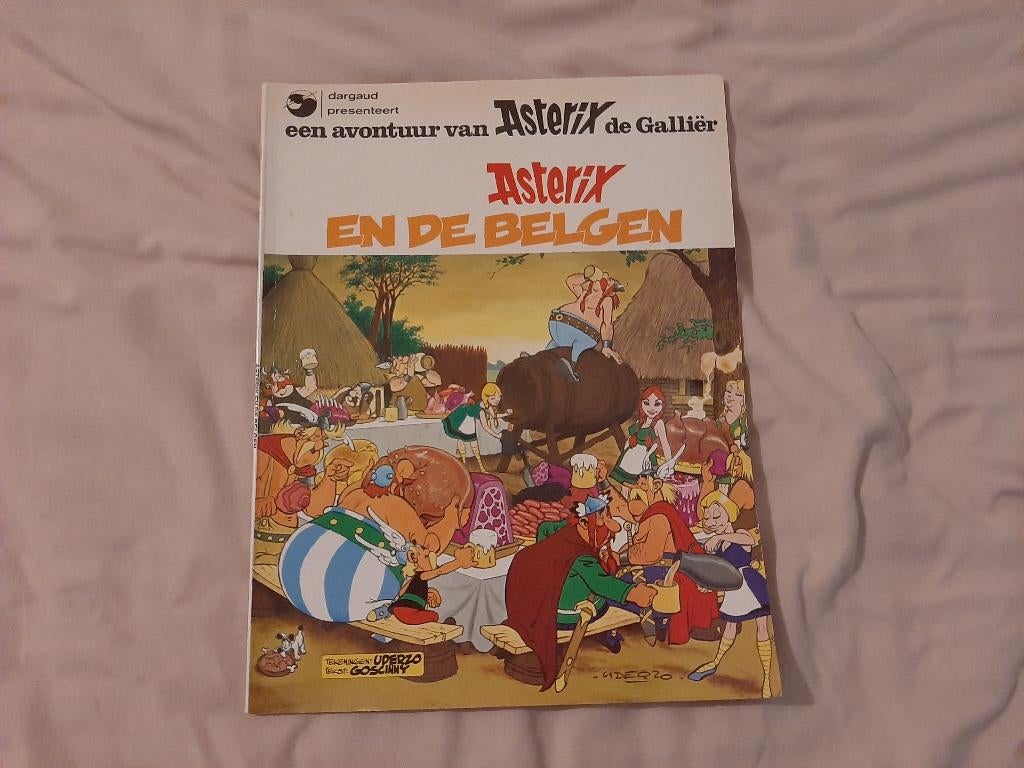 dargaud
presenteert
een avontuur van Asterix de Galliër
Asterix
EN DE BELGEN
TEKENINGEN: UDERZO
TEKST: GOSCINNY
·UDERZO·